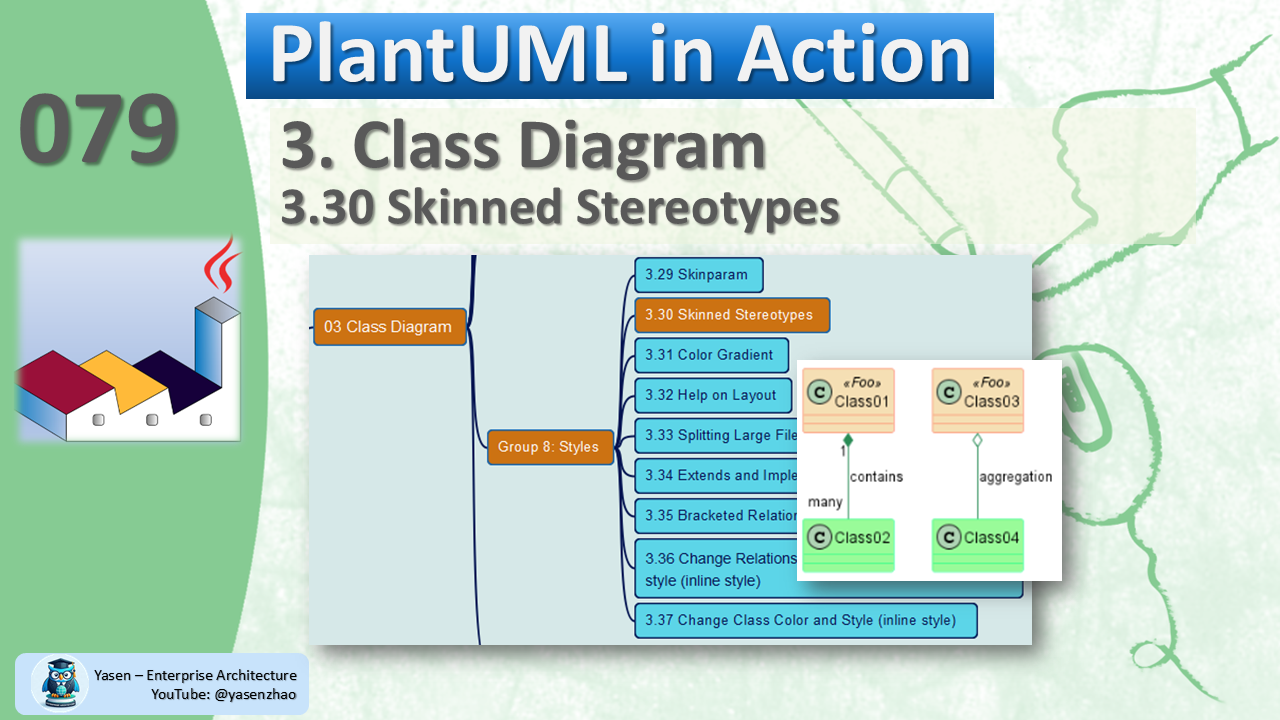 PlantUML in Action
079
3. Class Diagram
3.30 Skinned Stereotypes
03 Class Diagram
Group 8: Styles
3.29 Skinparam
3.30 Skinned Stereotypes
3.31 Color Gradient
3.32 Help on Layout
3.33 Splitting Large File
3.34 Extends and Imple
3.35 Bracketed Relation
3.36 Change Relations
style (inline style)
3.37 Change Class Color and Style (inline style)
C
«Foo»
Class01
C
«Foo»
Class03
1
contains
many
aggregation
C Class02
C Class04
Yasen – Enterprise Architecture
YouTube: @yasenzhao